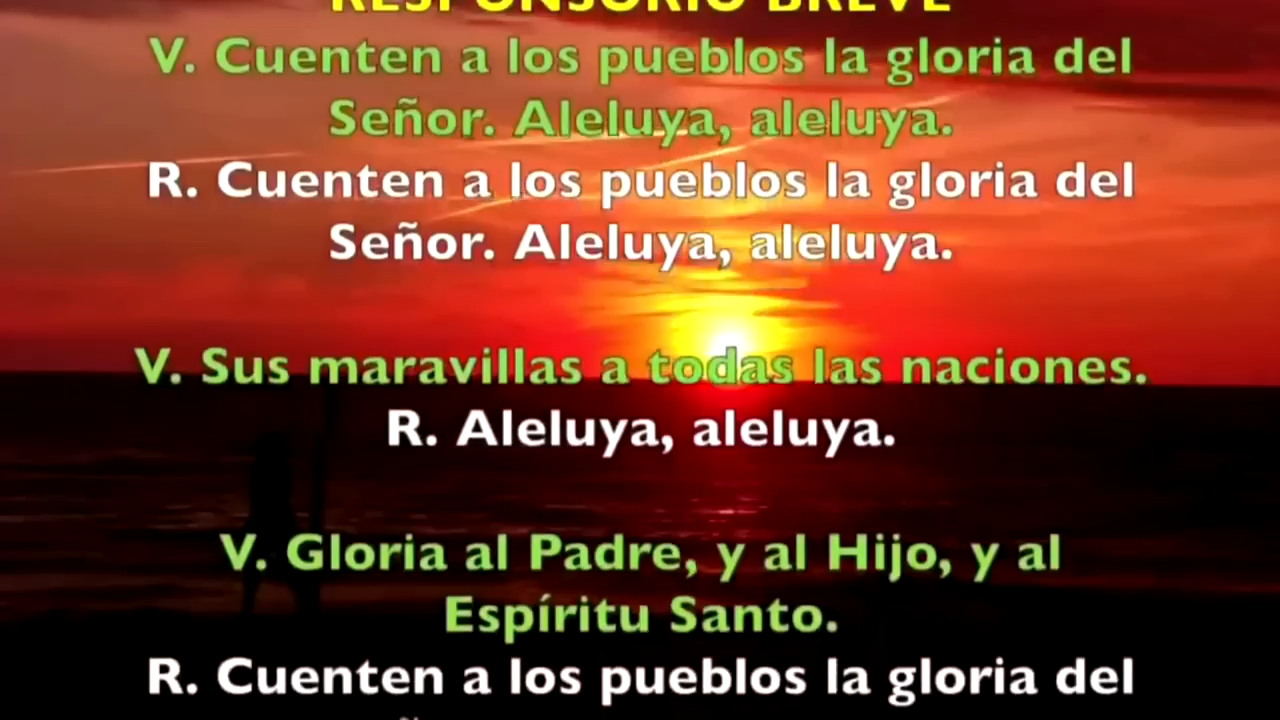 RESPONSORIO BREVE
V. Cuenten a los pueblos la gloria del
Señor. Aleluya, aleluya.
R. Cuenten a los pueblos la gloria del
Señor. Aleluya, aleluya.
V. Sus maravillas a todas las naciones.
R. Aleluya, aleluya.
V. Gloria al Padre, y al Hijo, y al
Espíritu Santo.
R. Cuenten a los pueblos la gloria del